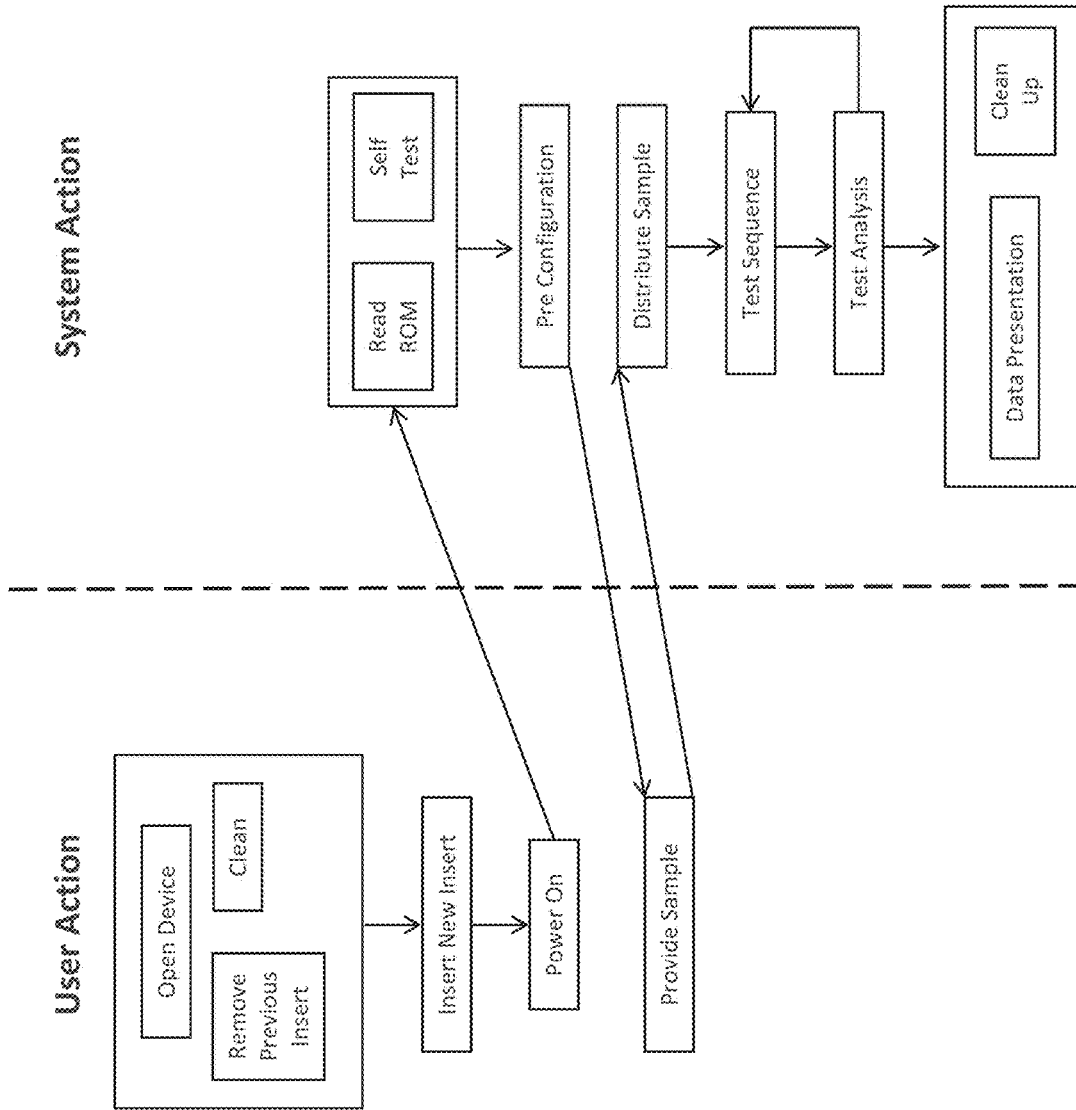 User Action
Open Device
Remove
Previous
Insert
Clean
Insert New Insert
Power On
Provide Sample
System Action
Read
ROM
Self
Test
Pre Configuration
Distribute Sample
Test Sequence
Test Analysis
Data Presentation
Clean
Up